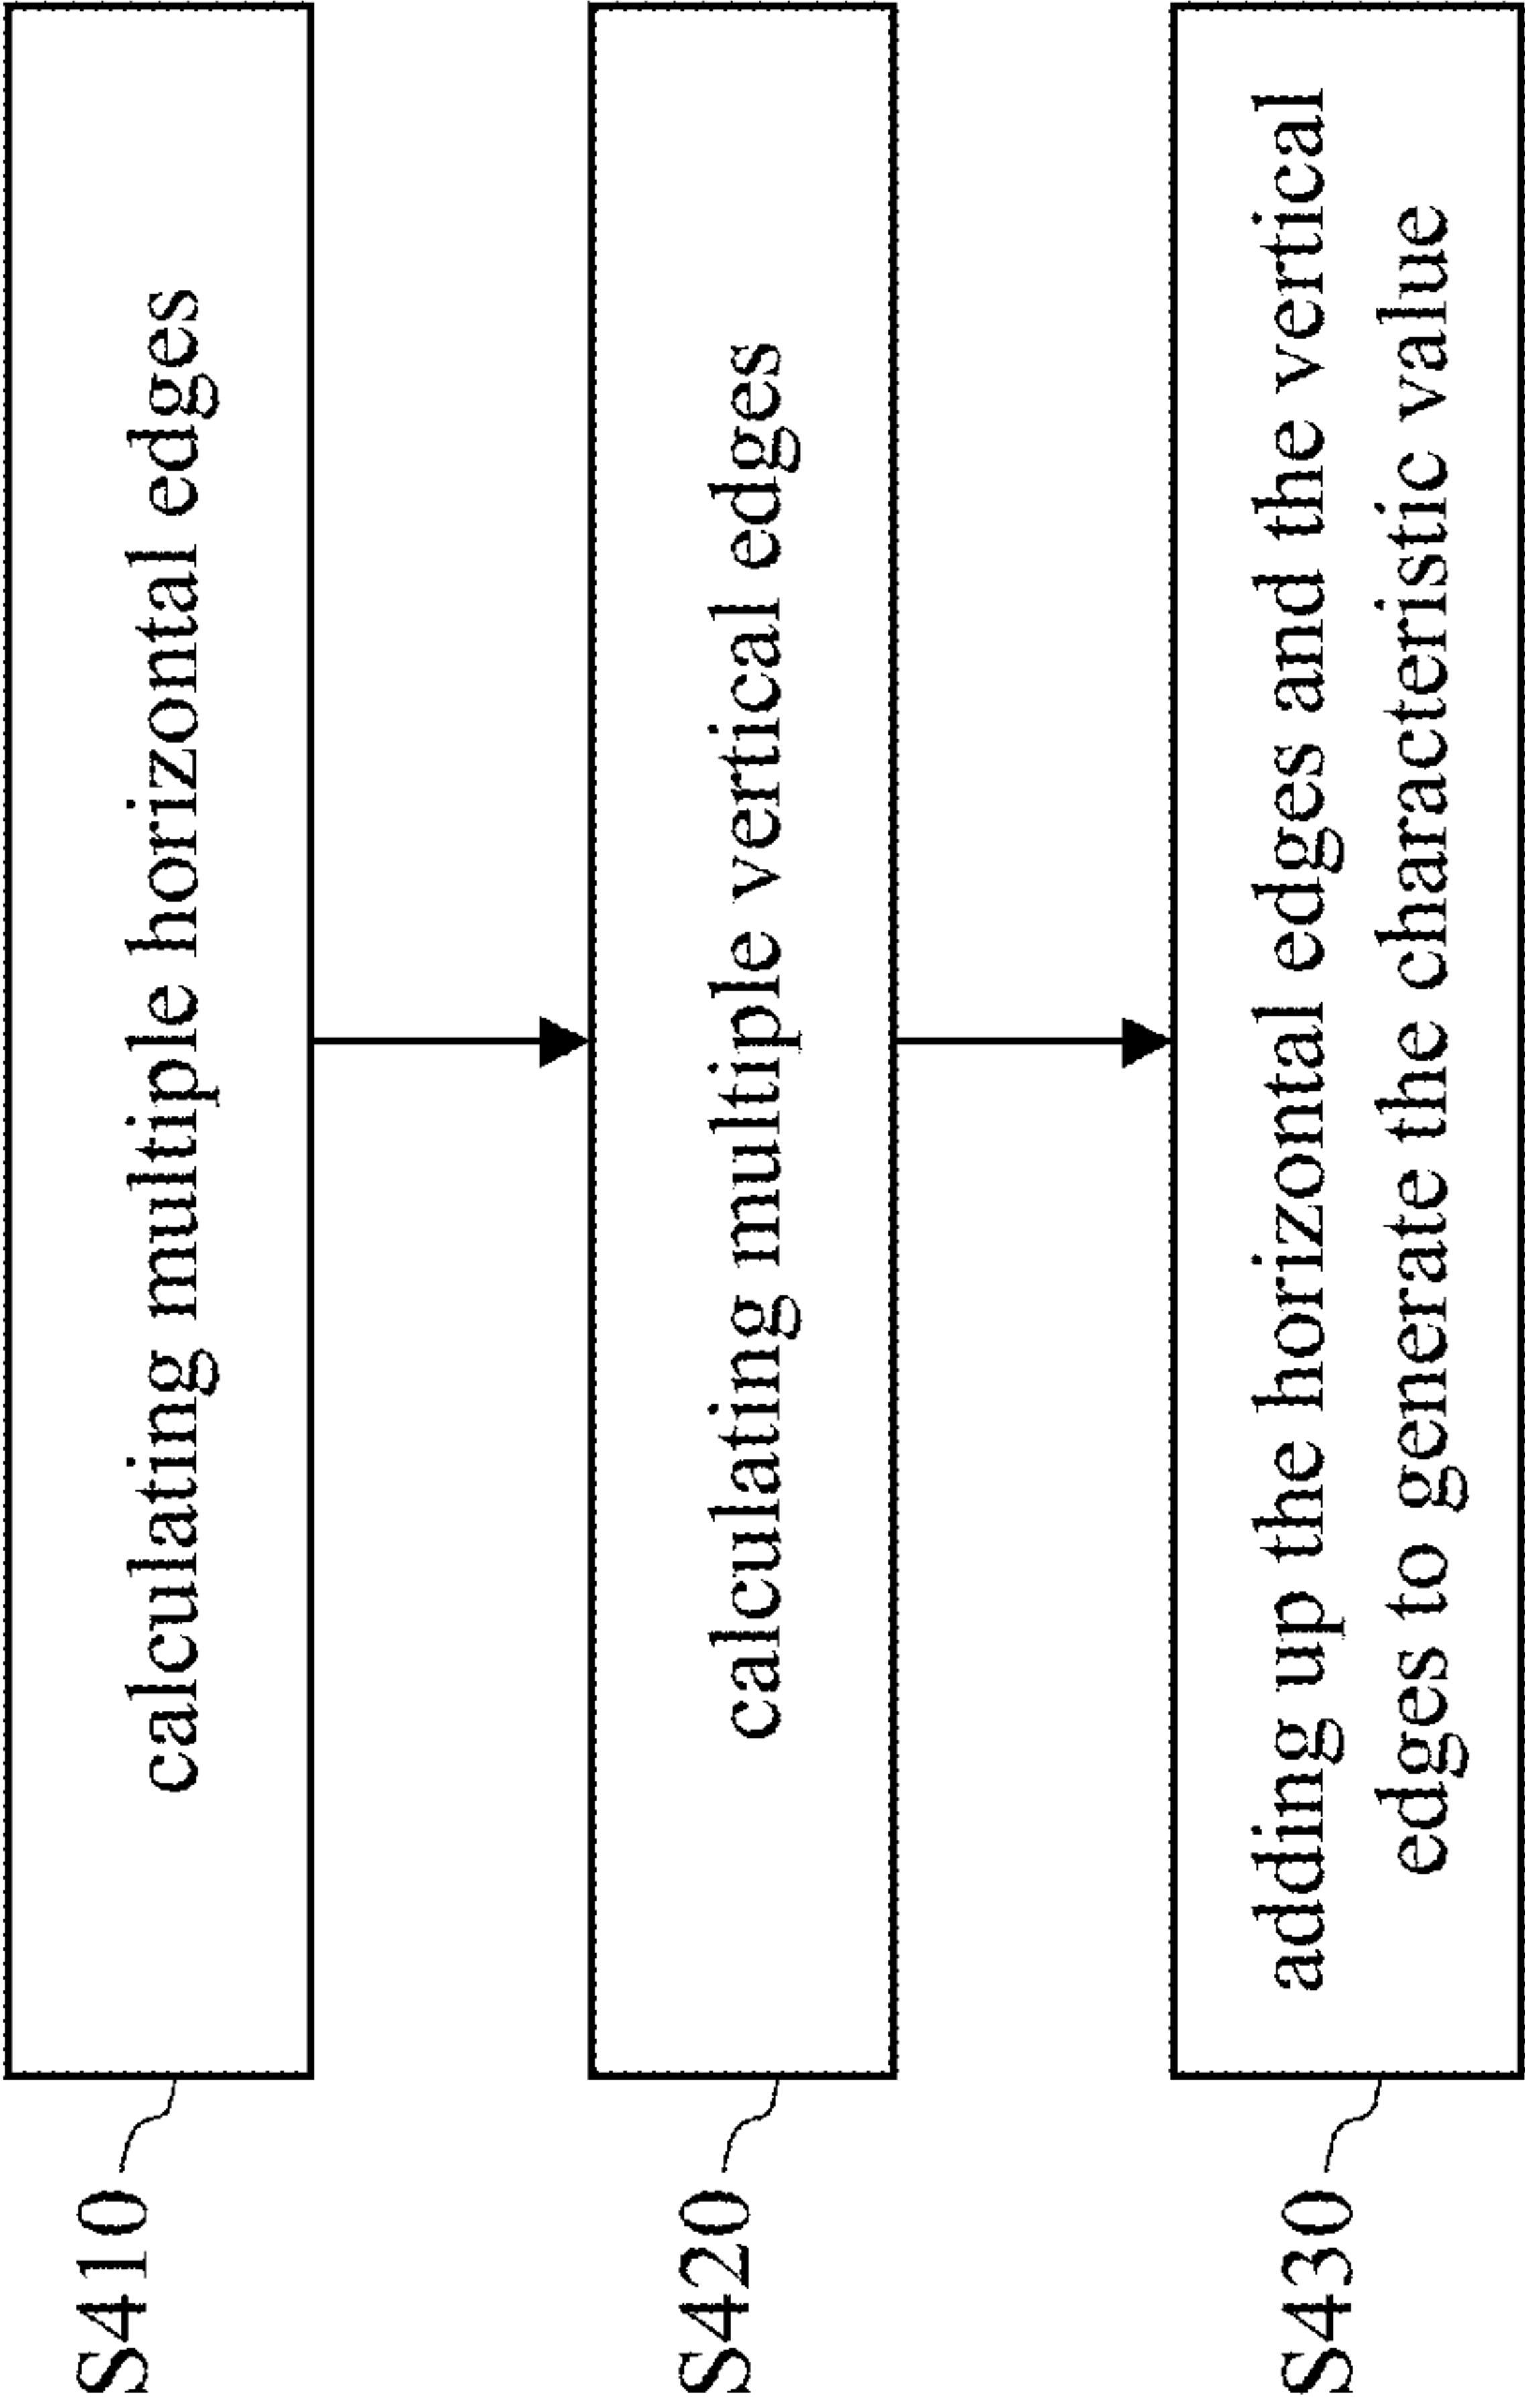 S410
calculating multiple horizontal edges
S420
calculating multiple vertical edges
S430
adding up the horizontal edges and the vertical
edges to generate the characteristic value